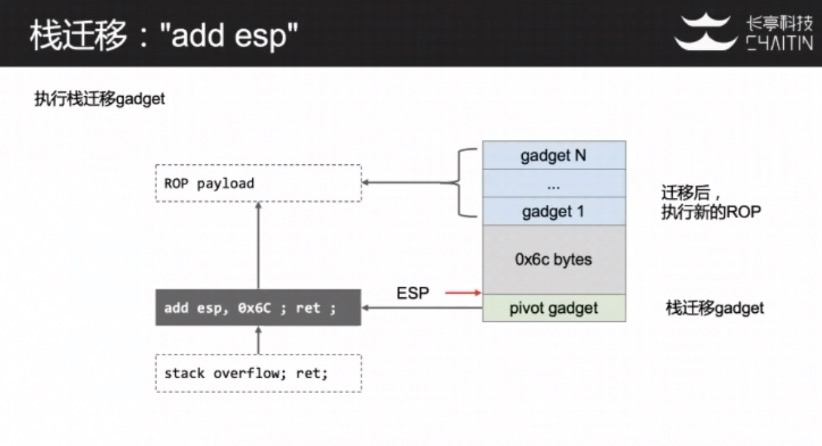 栈迁移："add esp"
长亭科技
CHAITIN
执行栈迁移gadget
ROP payload
add esp, 0x6C ; ret ;
stack overflow; ret;
ESP
gadget N
...
gadget 1
0x6c bytes
pivot gadget
迁移后，
执行新的ROP
栈迁移gadget